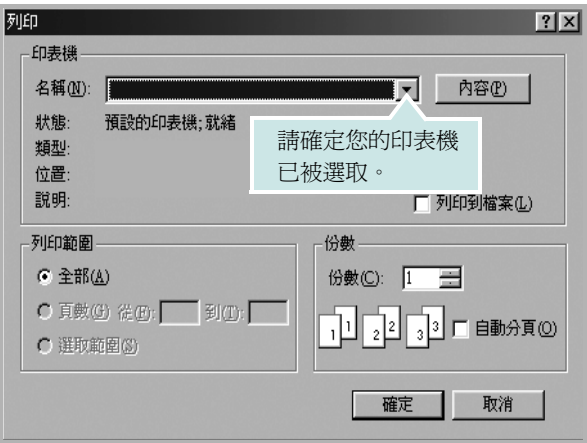 列印
印表機
名稱(N):
內容(P)
狀態: 預設的印表機; 就緒
類型:
位置:
說明:
請確定您的印表機
已被選取。
列印到檔案(L)
列印範圍
全部(A)
頁數(G) 從(F): 到(T):
選取範圍(S)
份數
份數(C): 1
1 1 2 2 3 3
自動分頁(O)
確定
取消